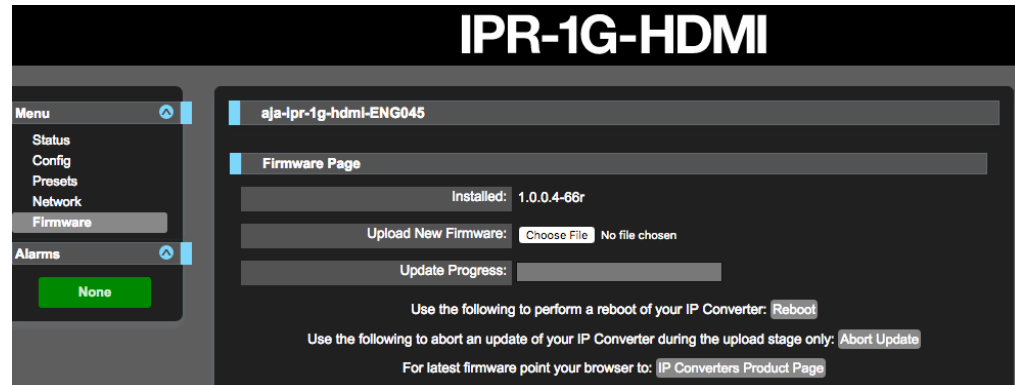 IPR-1G-HDMI
Menu
Status
Config
Presets
Network
Firmware
Alarms
None
aja-ipr-1g-hdmi-ENG045
Firmware Page
Installed: 1.0.0.4-66r
Upload New Firmware: Choose File No file chosen
Update Progress:
Use the following to perform a reboot of your IP Converter: Reboot
Use the following to abort an update of your IP Converter during the upload stage only: Abort Update
For latest firmware point your browser to: IP Converters Product Page